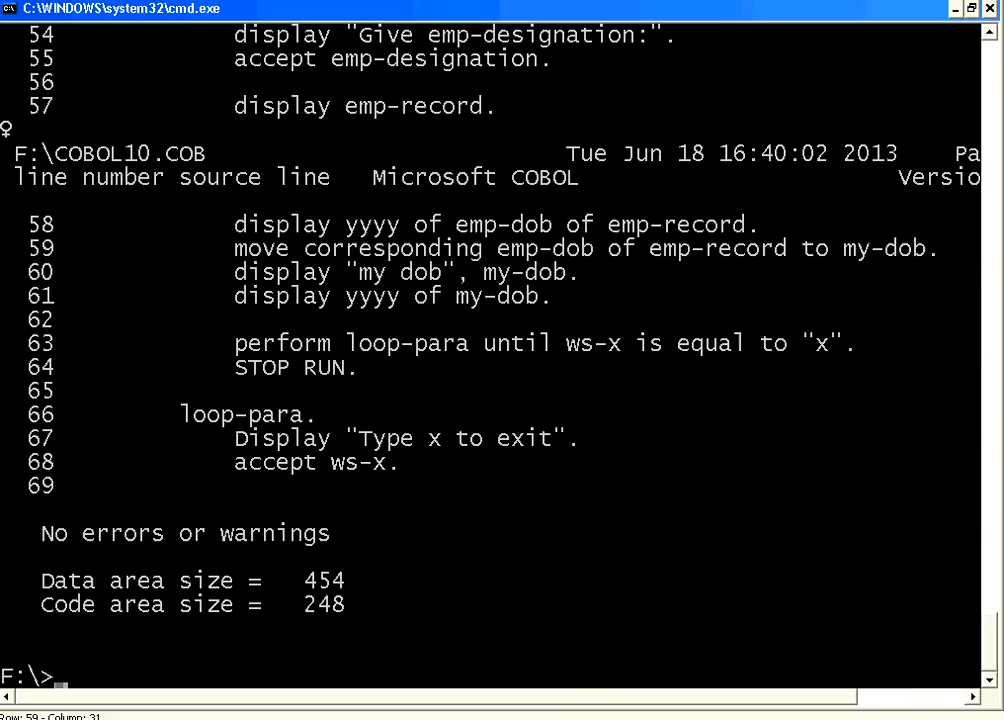 C:\WINDOWS\system32\cmd.exe
54 display "Give emp-designation:".
55 accept emp-designation.
56
57 display emp-record.
♀
F:\COBOL10.COB Tue Jun 18 16:40:02 2013 Pa
line number source line Microsoft COBOL Versio
58 display yyyy of emp-dob of emp-record.
59 move corresponding emp-dob of emp-record to my-dob.
60 display "my dob", my-dob.
61 display yyyy of my-dob.
62
63 perform loop-para until ws-x is equal to "x".
64 STOP RUN.
65
66 loop-para.
67 Display "Type x to exit".
68 accept ws-x.
69
No errors or warnings
Data area size = 454
Code area size = 248
F:\>
Row: 59 - Column: 31